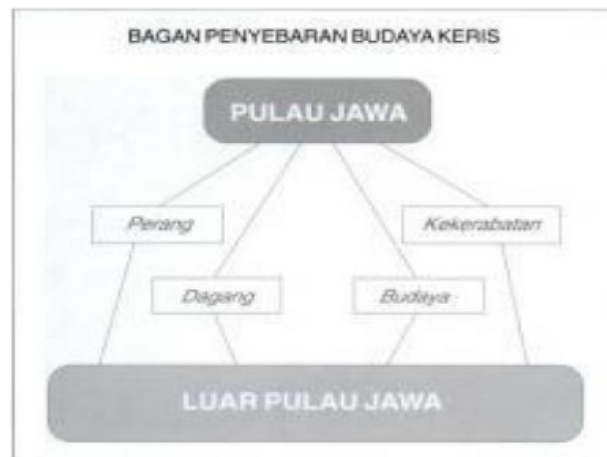 BAGAN PENYEBARAN BUDAYA KERIS
PULAU JAWA
Perang
Kekerabatan
Dagang
Budaya
LUAR PULAU JAWA